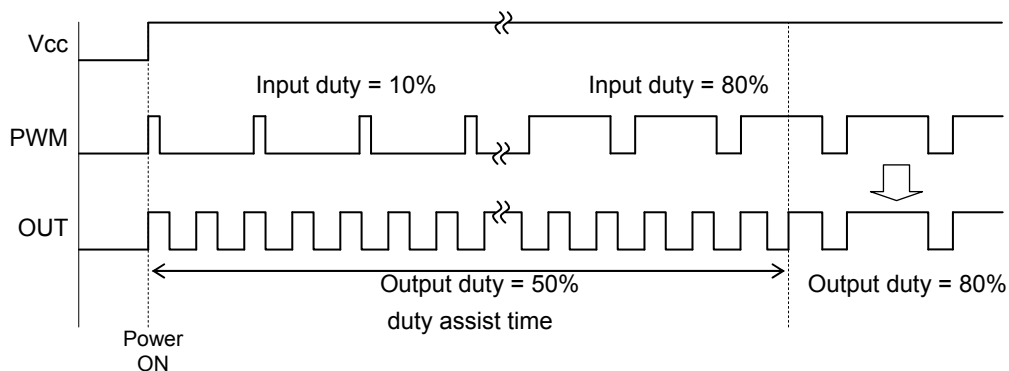 Vcc
Input duty = 10%
Input duty = 80%
PWM
OUT
Output duty = 50%
Output duty = 80%
duty assist time
Power
ON